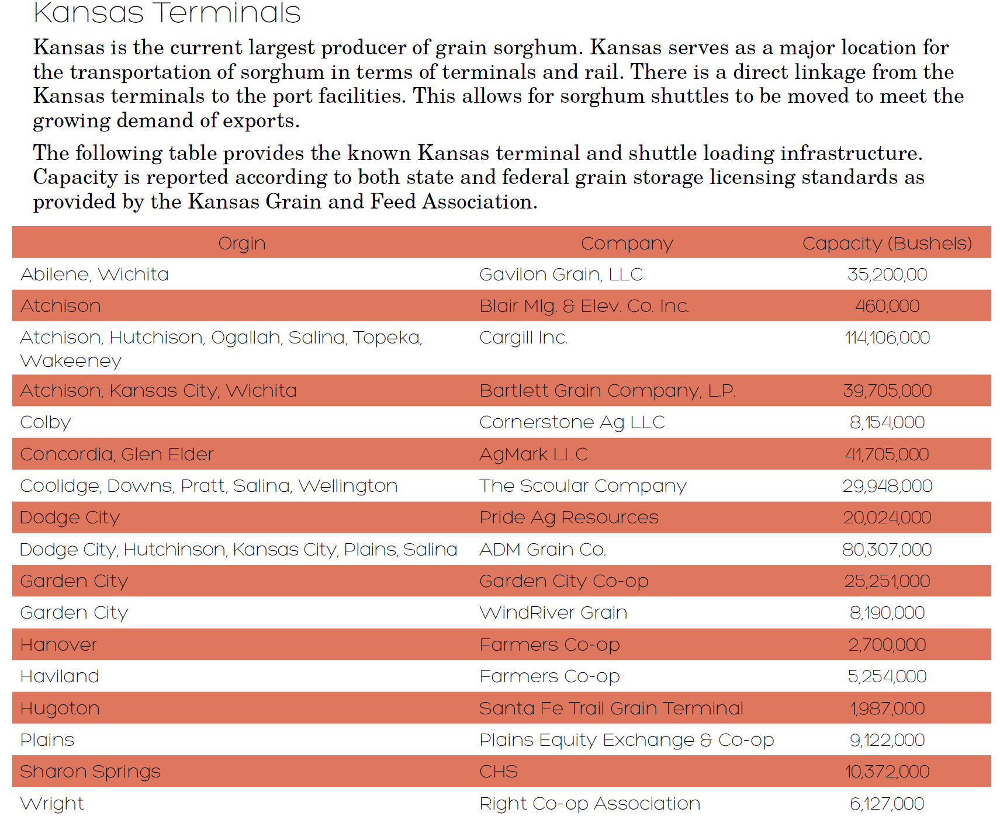 Kansas Terminals
Kansas is the current largest producer of grain sorghum. Kansas serves as a major location for
the transportation of sorghum in terms of terminals and rail. There is a direct linkage from the
Kansas terminals to the port facilities. This allows for sorghum shuttles to be moved to meet the
growing demand of exports.
The following table provides the known Kansas terminal and shuttle loading infrastructure.
Capacity is reported according to both state and federal grain storage licensing standards as
provided by the Kansas Grain and Feed Association.
Orgin Company Capacity (Bushels)
Abilene, Wichita Gavilon Grain, LLC 35,200,00
Atchison Blair Mlg. & Elev. Co. Inc. 460,000
Atchison, Hutchison, Ogallah, Salina, Topeka, Cargill Inc. 114,106,000
Wakeeney
Atchison, Kansas City, Wichita Bartlett Grain Company, L.P. 39,705,000
Colby Cornerstone Ag LLC 8,154,000
Concordia, Glen Elder AgMark LLC 41,705,000
Coolidge, Downs, Pratt, Salina, Wellington The Scoular Company 29,948,000
Dodge City Pride Ag Resources 20,024,000
Dodge City, Hutchinson, Kansas City, Plains, Salina ADM Grain Co. 80,307,000
Garden City Garden City Co-op 25,251,000
Garden City WindRiver Grain 8,190,000
Hanover Farmers Co-op 2,700,000
Haviland Farmers Co-op 5,254,000
Hugoton Santa Fe Trail Grain Terminal 1,987,000
Plains Plains Equity Exchange & Co-op 9,122,000
Sharon Springs CHS 10,372,000
Wright Right Co-op Association 6,127,000